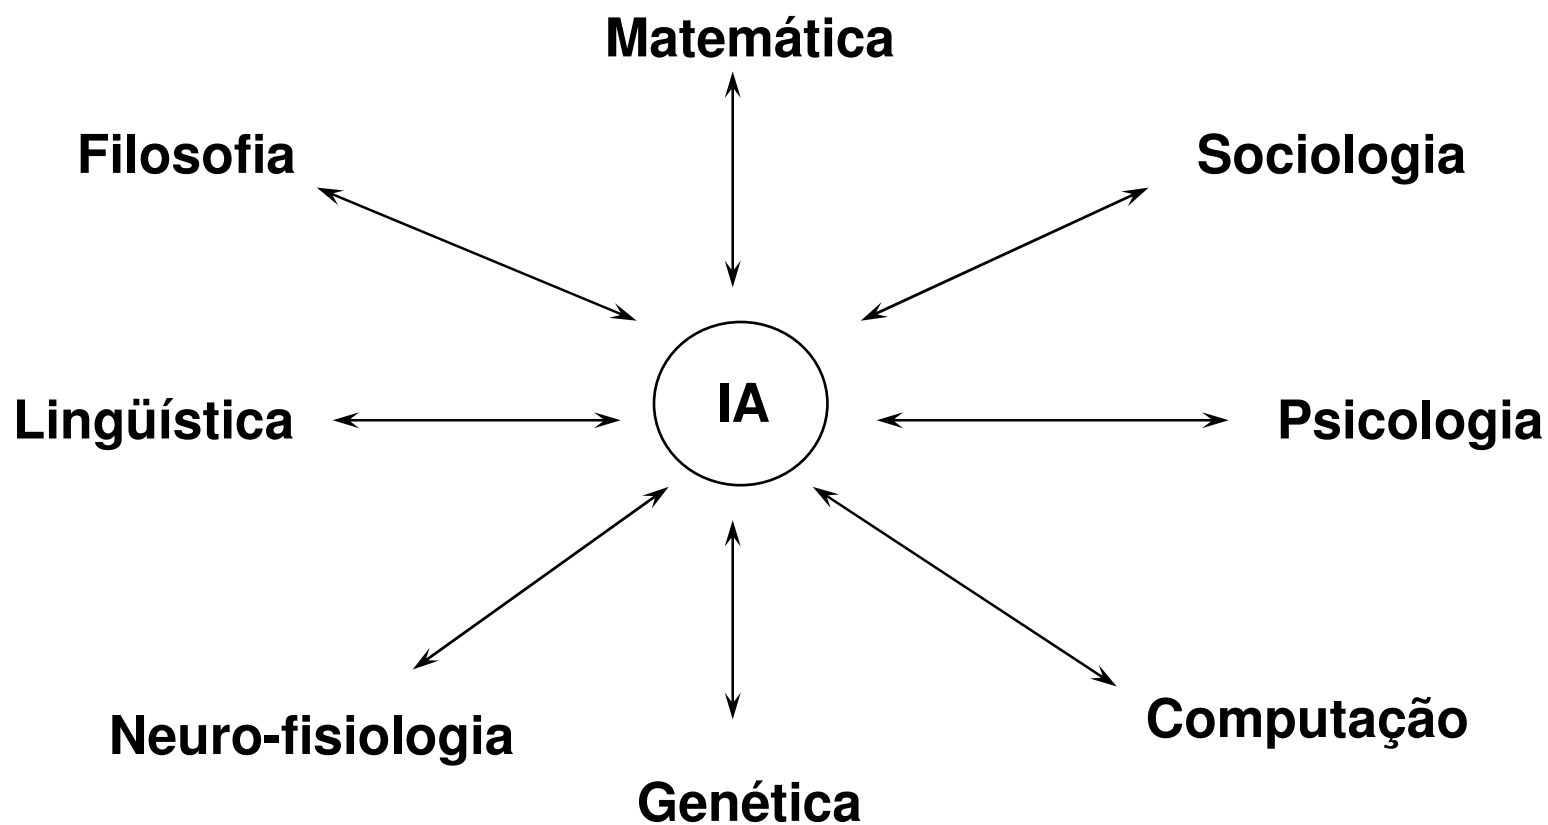 Matemática
Filosofia
Sociologia
IA
Lingüística
Psicologia
Neuro-fisiologia
Computação
Genética